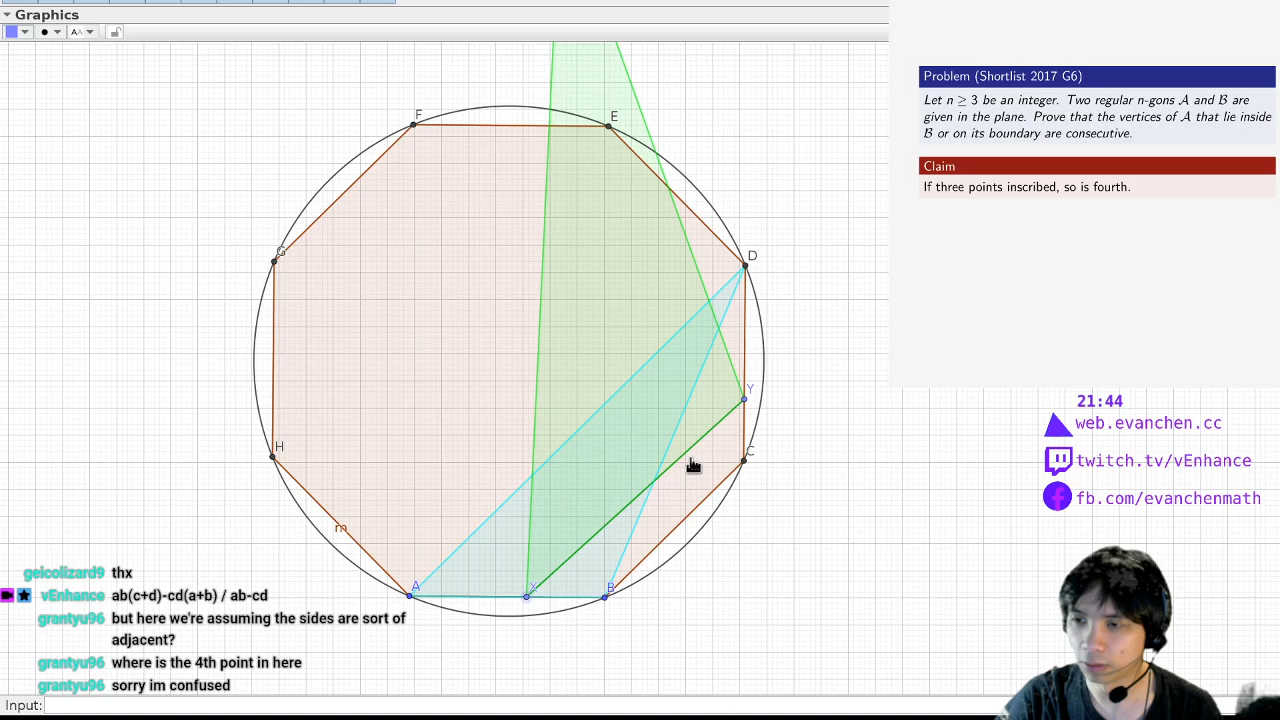 Graphics
AA
Problem (Shortlist 2017 G6)
Let n ≥ 3 be an integer. Two regular n-gons 𝒜 and ℬ are
given in the plane. Prove that the vertices of 𝒜 that lie inside
ℬ or on its boundary are consecutive.
Claim
If three points inscribed, so is fourth.
F
E
G
D
Y
H
C
m
A
X
B
21:44
web.evanchen.cc
twitch.tv/vEnhance
fb.com/evanchenmath
geicolizard9 thx
vEnhance ab(c+d)-cd(a+b) / ab-cd
grantyu96 but here we're assuming the sides are sort of
adjacent?
grantyu96 where is the 4th point in here
grantyu96 sorry im confused
Input: